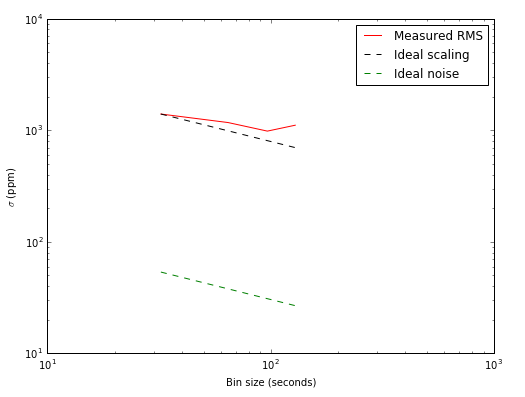 10^4
10^3
10^2
10^1
σ (ppm)
Measured RMS
Ideal scaling
Ideal noise
10^1 10^2 10^3
Bin size (seconds)